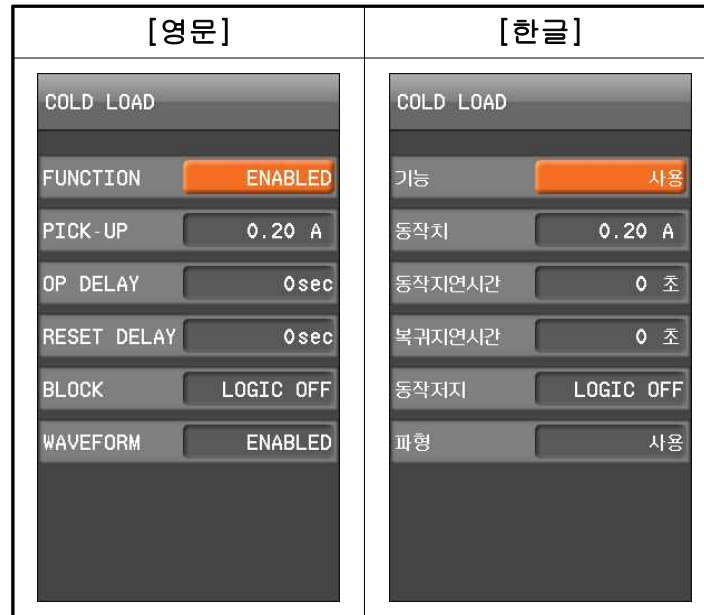 [영문]
[한글]
COLD LOAD
FUNCTION ENABLED
PICK-UP 0.20 A
OP DELAY 0sec
RESET DELAY 0sec
BLOCK LOGIC OFF
WAVEFORM ENABLED
COLD LOAD
기능 사용
동작치 0.20 A
동작지연시간 0 초
복귀지연시간 0 초
동작저지 LOGIC OFF
파형 사용